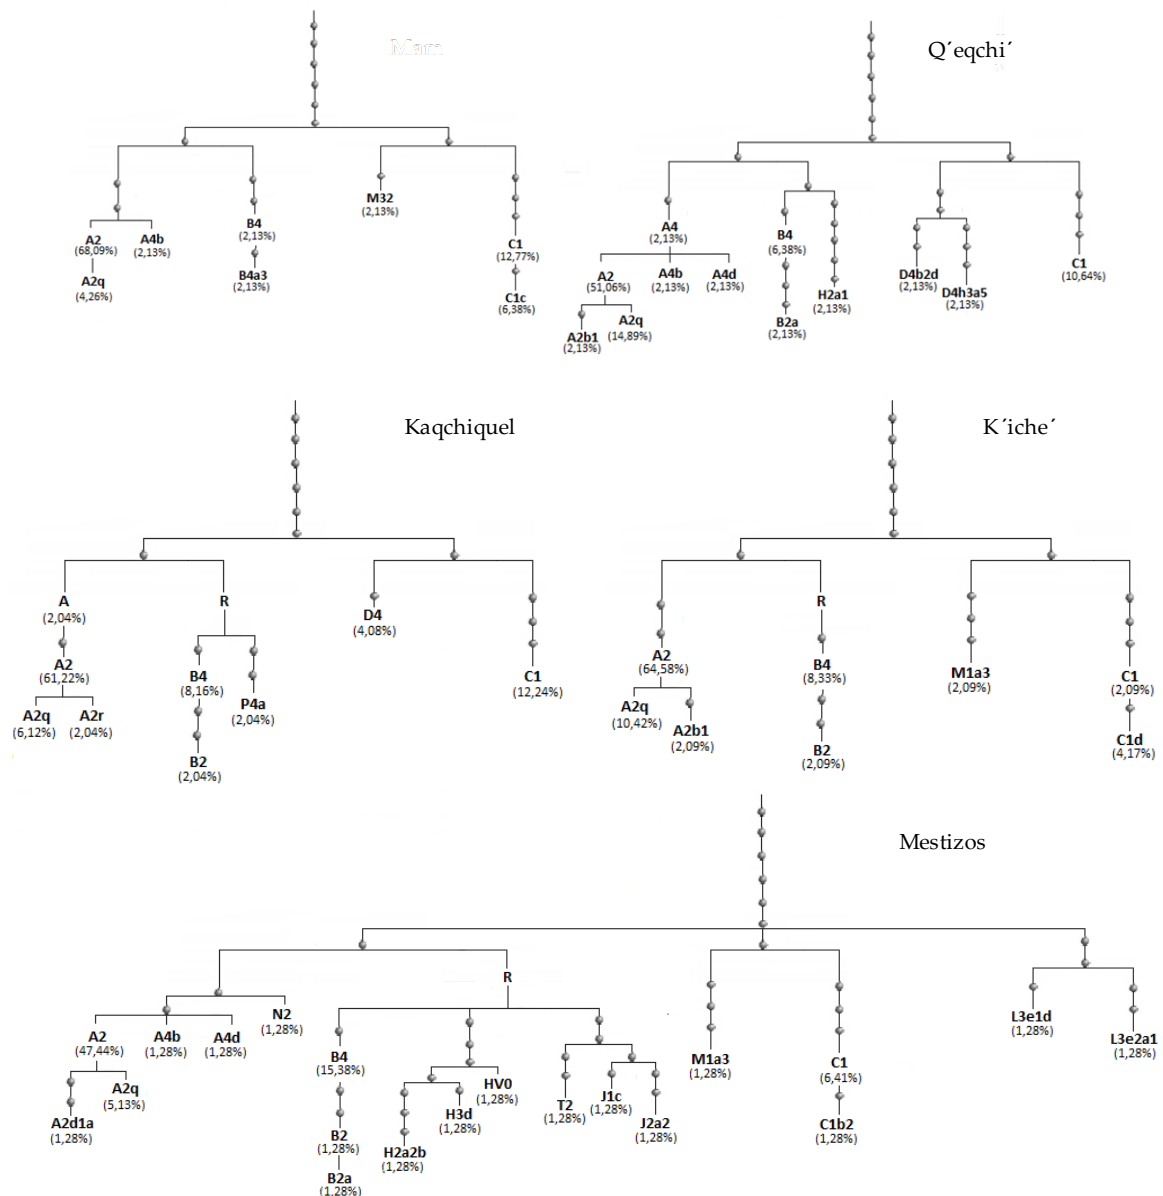 Mam
M32
(2,13%)
A2
(68,09%)
A4b
(2,13%)
B4
(2,13%)
C1
(12,77%)
A2q
(4,26%)
B4a3
(2,13%)
C1c
(6,38%)
Q´eqchi´
A4
(2,13%)
B4
(6,38%)
A2
(51,06%)
A4b
(2,13%)
A4d
(2,13%)
H2a1
(2,13%)
D4b2d
(2,13%)
D4h3a5
(2,13%)
C1
(10,64%)
A2b1
(2,13%)
A2q
(14,89%)
B2a
(2,13%)
Kaqchiquel
A
(2,04%)
R
D4
(4,08%)
A2
(61,22%)
B4
(8,16%)
P4a
(2,04%)
C1
(12,24%)
A2q
(6,12%)
A2r
(2,04%)
B2
(2,04%)
K´iche´
R
A2
(64,58%)
B4
(8,33%)
M1a3
(2,09%)
C1
(2,09%)
A2q
(10,42%)
A2b1
(2,09%)
B2
(2,09%)
C1d
(4,17%)
Mestizos
R
N2
(1,28%)
A2
(47,44%)
A4b
(1,28%)
A4d
(1,28%)
B4
(15,38%)
M1a3
(1,28%)
C1
(6,41%)
L3e1d
(1,28%)
L3e2a1
(1,28%)
A2q
(5,13%)
A2d1a
(1,28%)
HV0
(1,28%)
H3d
(1,28%)
T2
(1,28%)
J1c
(1,28%)
J2a2
(1,28%)
B2
(1,28%)
H2a2b
(1,28%)
C1b2
(1,28%)
B2a
(1,28%)